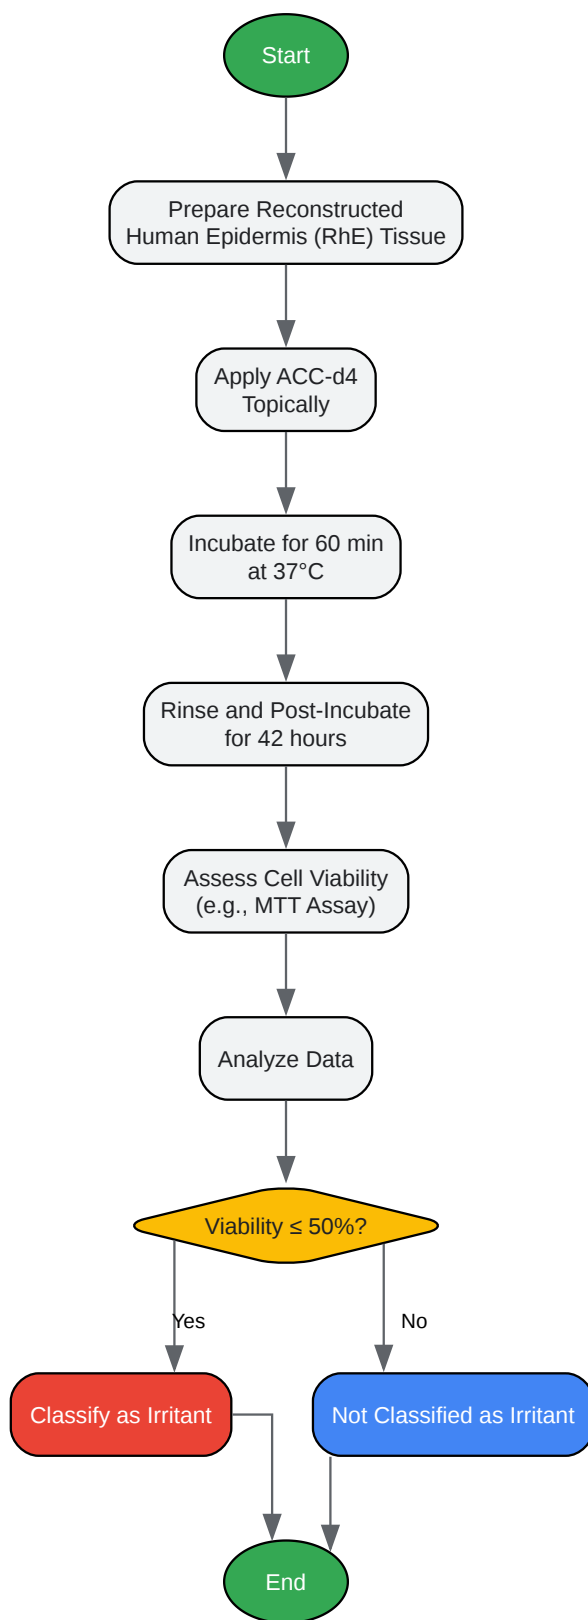 Start
Prepare Reconstructed
Human Epidermis (RhE) Tissue
Apply ACC-d4
Topically
Incubate for 60 min
at 37°C
Rinse and Post-Incubate
for 42 hours
Assess Cell Viability
(e.g., MTT Assay)
Analyze Data
Viability ≤ 50%?
Yes
No
Classify as Irritant
Not Classified as Irritant
End